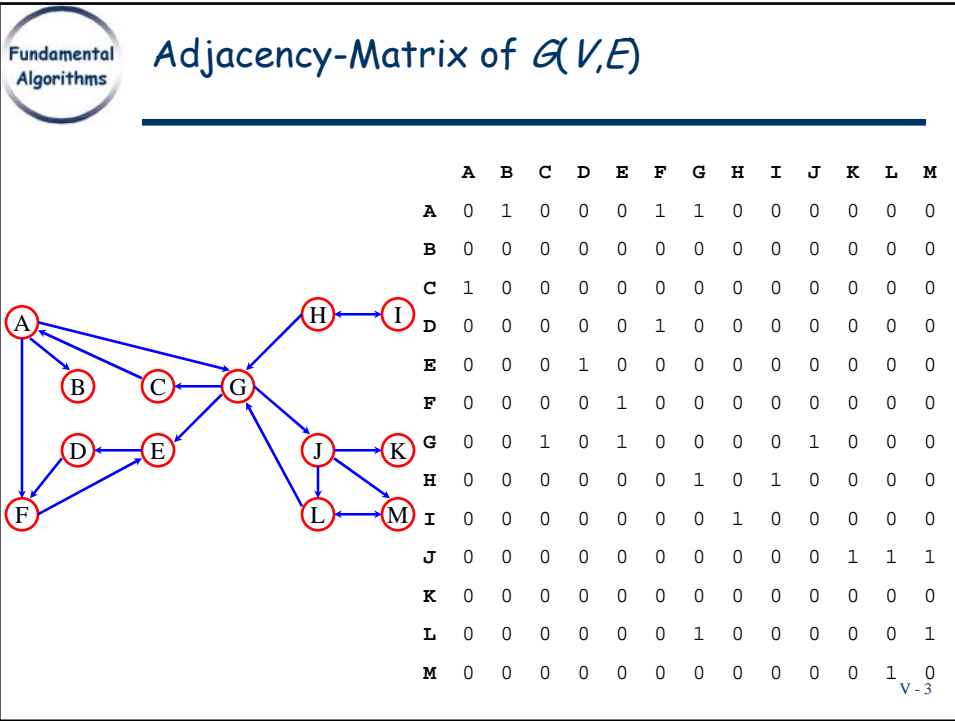 Fundamental
Algorithms
Adjacency-Matrix of G(V,E)
A B C D E F G H I J K L M
A 0 1 0 0 0 1 1 0 0 0 0 0 0
B 0 0 0 0 0 0 0 0 0 0 0 0 0
C 1 0 0 0 0 0 0 0 0 0 0 0 0
D 0 0 0 0 0 1 0 0 0 0 0 0 0
E 0 0 0 1 0 0 0 0 0 0 0 0 0
F 0 0 0 0 1 0 0 0 0 0 0 0 0
G 0 0 1 0 1 0 0 0 0 1 0 0 0
H 0 0 0 0 0 0 1 0 1 0 0 0 0
I 0 0 0 0 0 0 0 1 0 0 0 0 0
J 0 0 0 0 0 0 0 0 0 0 1 1 1
K 0 0 0 0 0 0 0 0 0 0 0 0 0
L 0 0 0 0 0 0 1 0 0 0 0 0 1
M 0 0 0 0 0 0 0 0 0 0 0 1 0
A H I
B C G
D E J K
F L M
V - 3